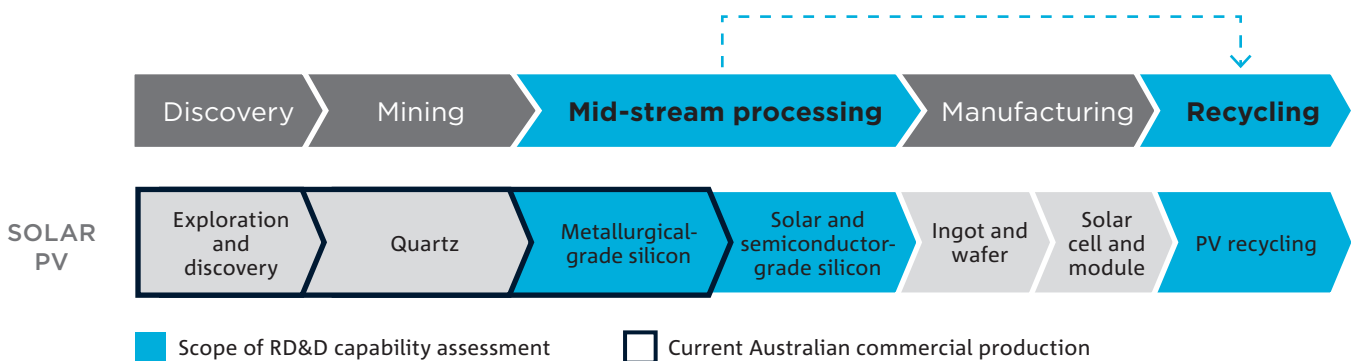 Discovery
Mining
Mid-stream processing
Manufacturing
Recycling
SOLAR
PV
Exploration
and
discovery
Quartz
Metallurgical-
grade silicon
Solar and
semiconductor-
grade silicon
Ingot and
wafer
Solar
cell and
module
PV recycling
Scope of RD&D capability assessment
Current Australian commercial production